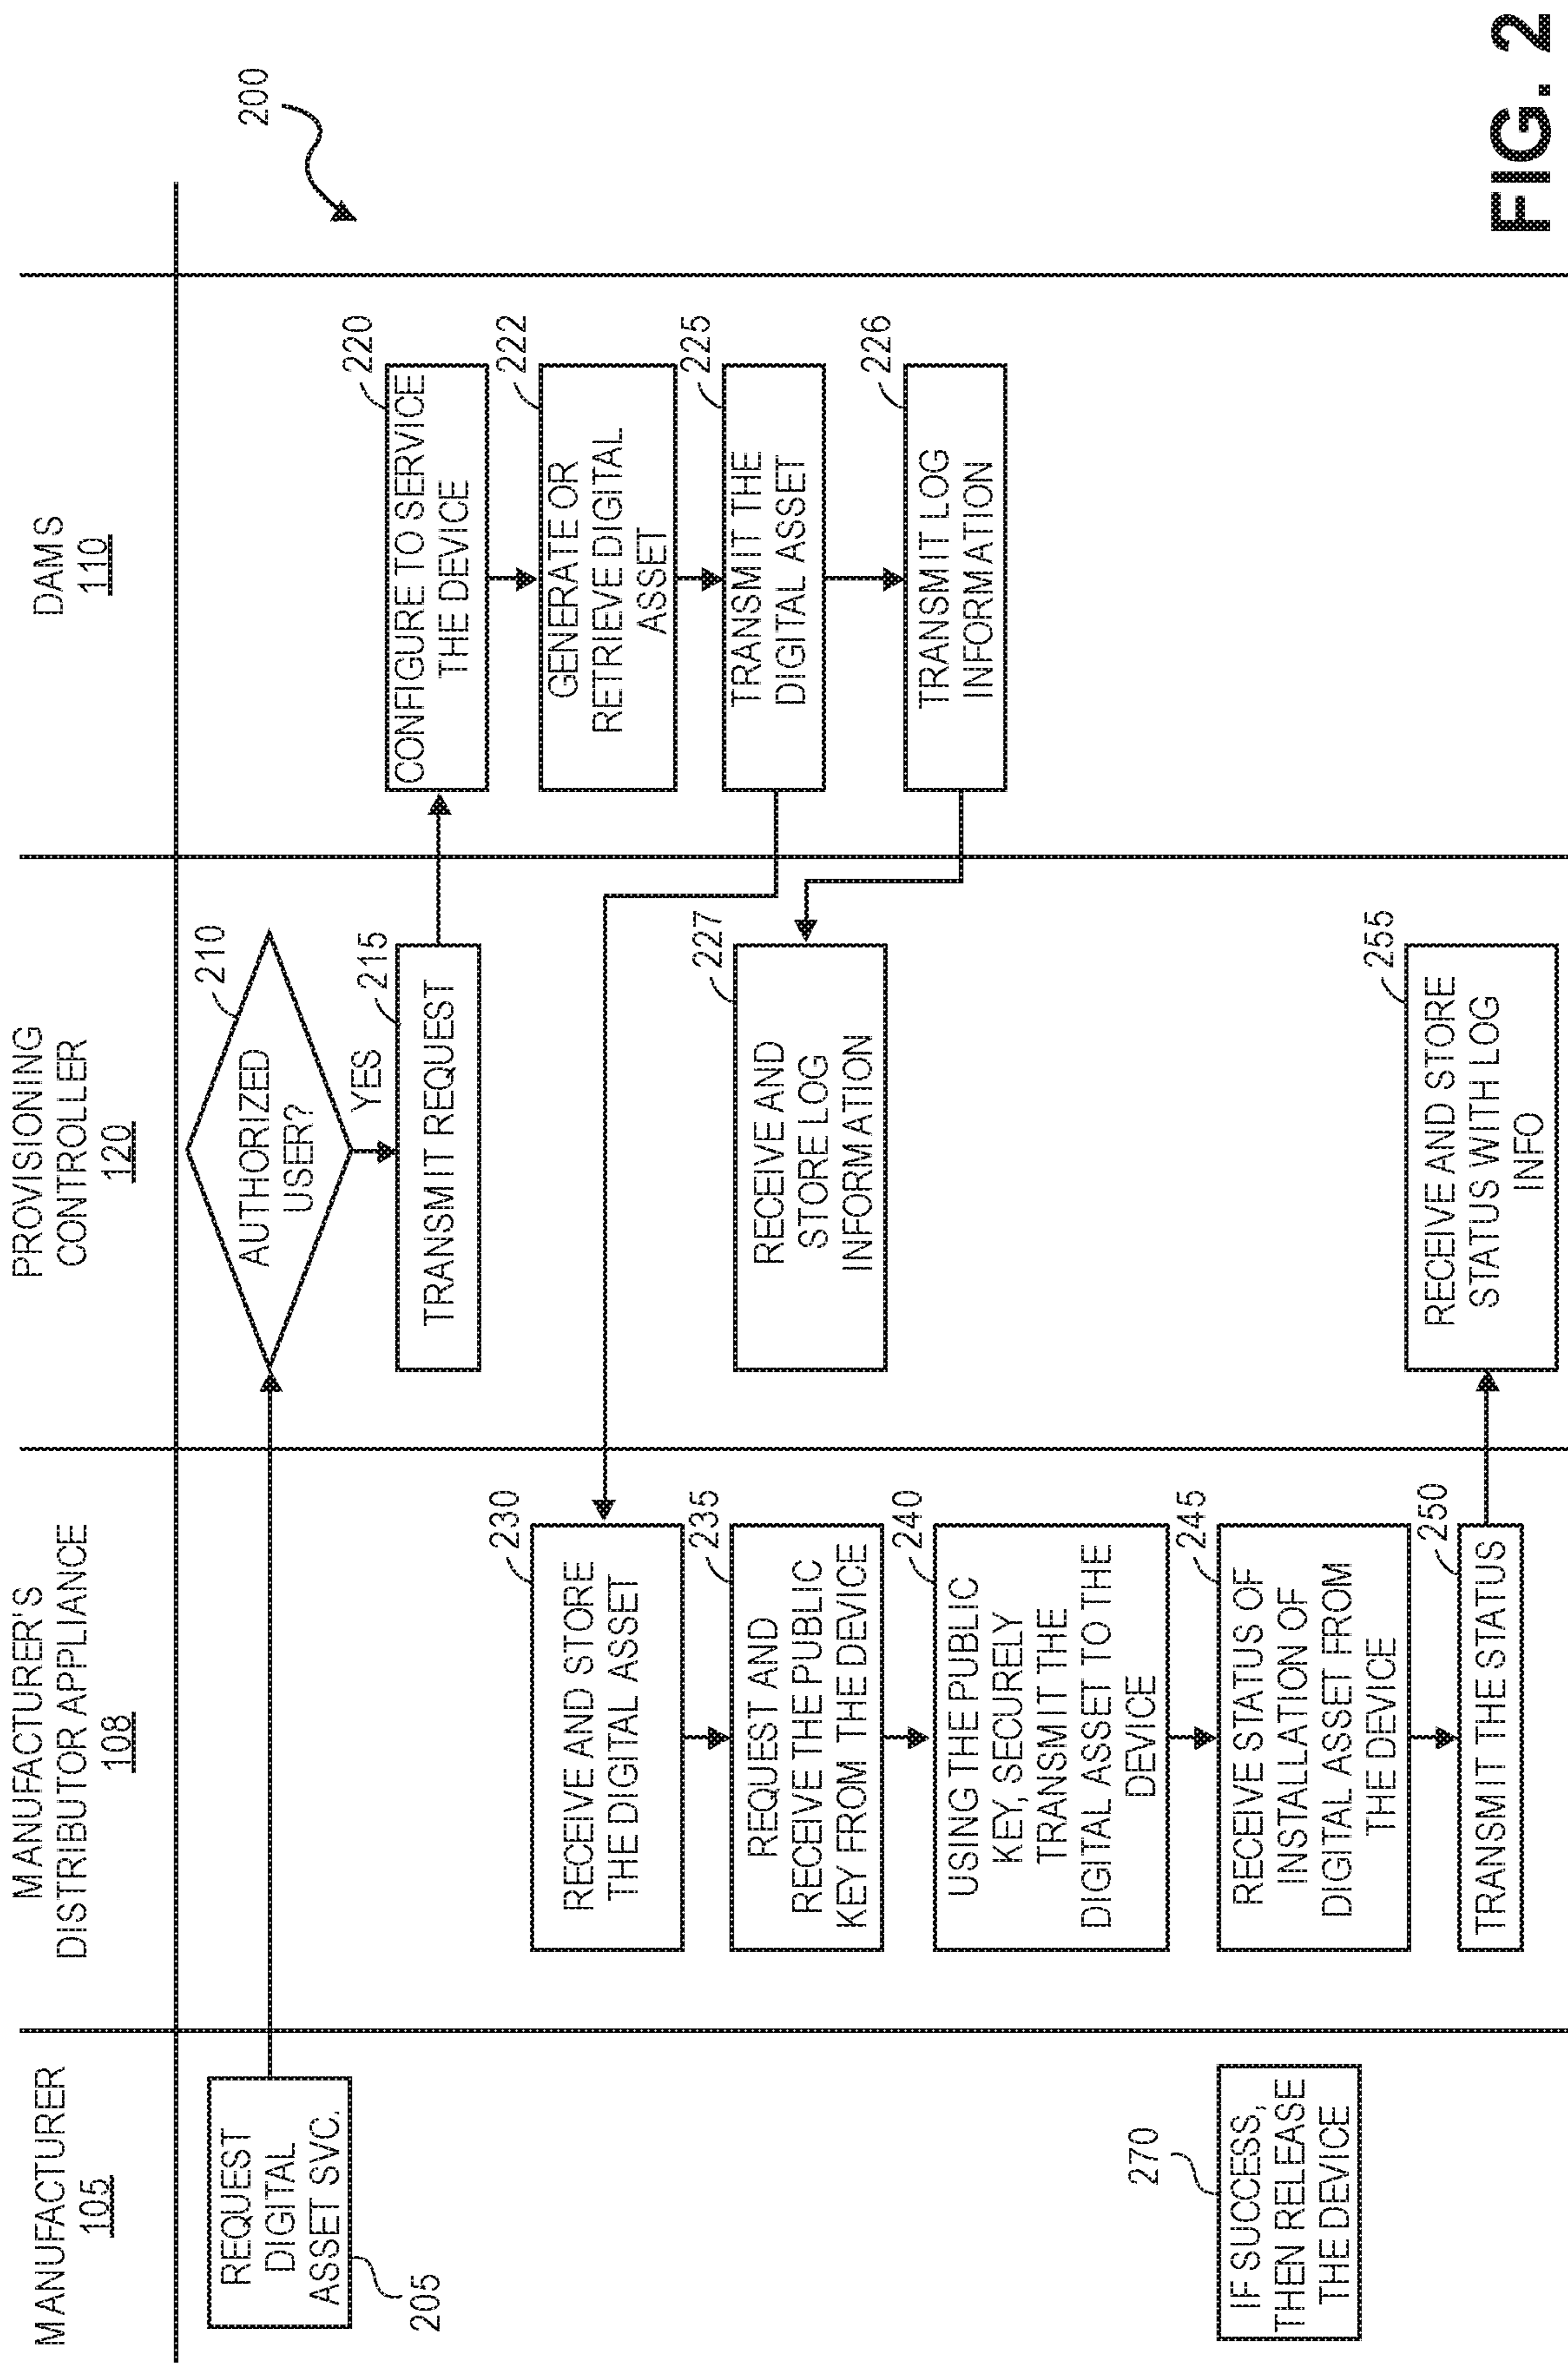 MANUFACTURER
105
MANUFACTURER'S
DISTRIBUTOR APPLIANCE
108
PROVISIONING
CONTROLLER
120
DAMS
110
200
REQUEST
DIGITAL
ASSET SVC.
205
AUTHORIZED
USER?
210
YES
TRANSMIT REQUEST
215
CONFIGURE TO SERVICE
THE DEVICE
220
GENERATE OR
RETRIEVE DIGITAL
ASSET
222
TRANSMIT THE
DIGITAL ASSET
225
TRANSMIT LOG
INFORMATION
226
RECEIVE AND
STORE LOG
INFORMATION
227
RECEIVE AND STORE
THE DIGITAL ASSET
230
REQUEST AND
RECEIVE THE PUBLIC
KEY FROM THE DEVICE
235
USING THE PUBLIC
KEY, SECURELY
TRANSMIT THE
DIGITAL ASSET TO THE
DEVICE
240
RECEIVE STATUS OF
INSTALLATION OF
DIGITAL ASSET FROM
THE DEVICE
245
TRANSMIT THE STATUS
250
RECEIVE AND STORE
STATUS WITH LOG
INFO
255
IF SUCCESS,
THEN RELEASE
THE DEVICE
270
FIG. 2